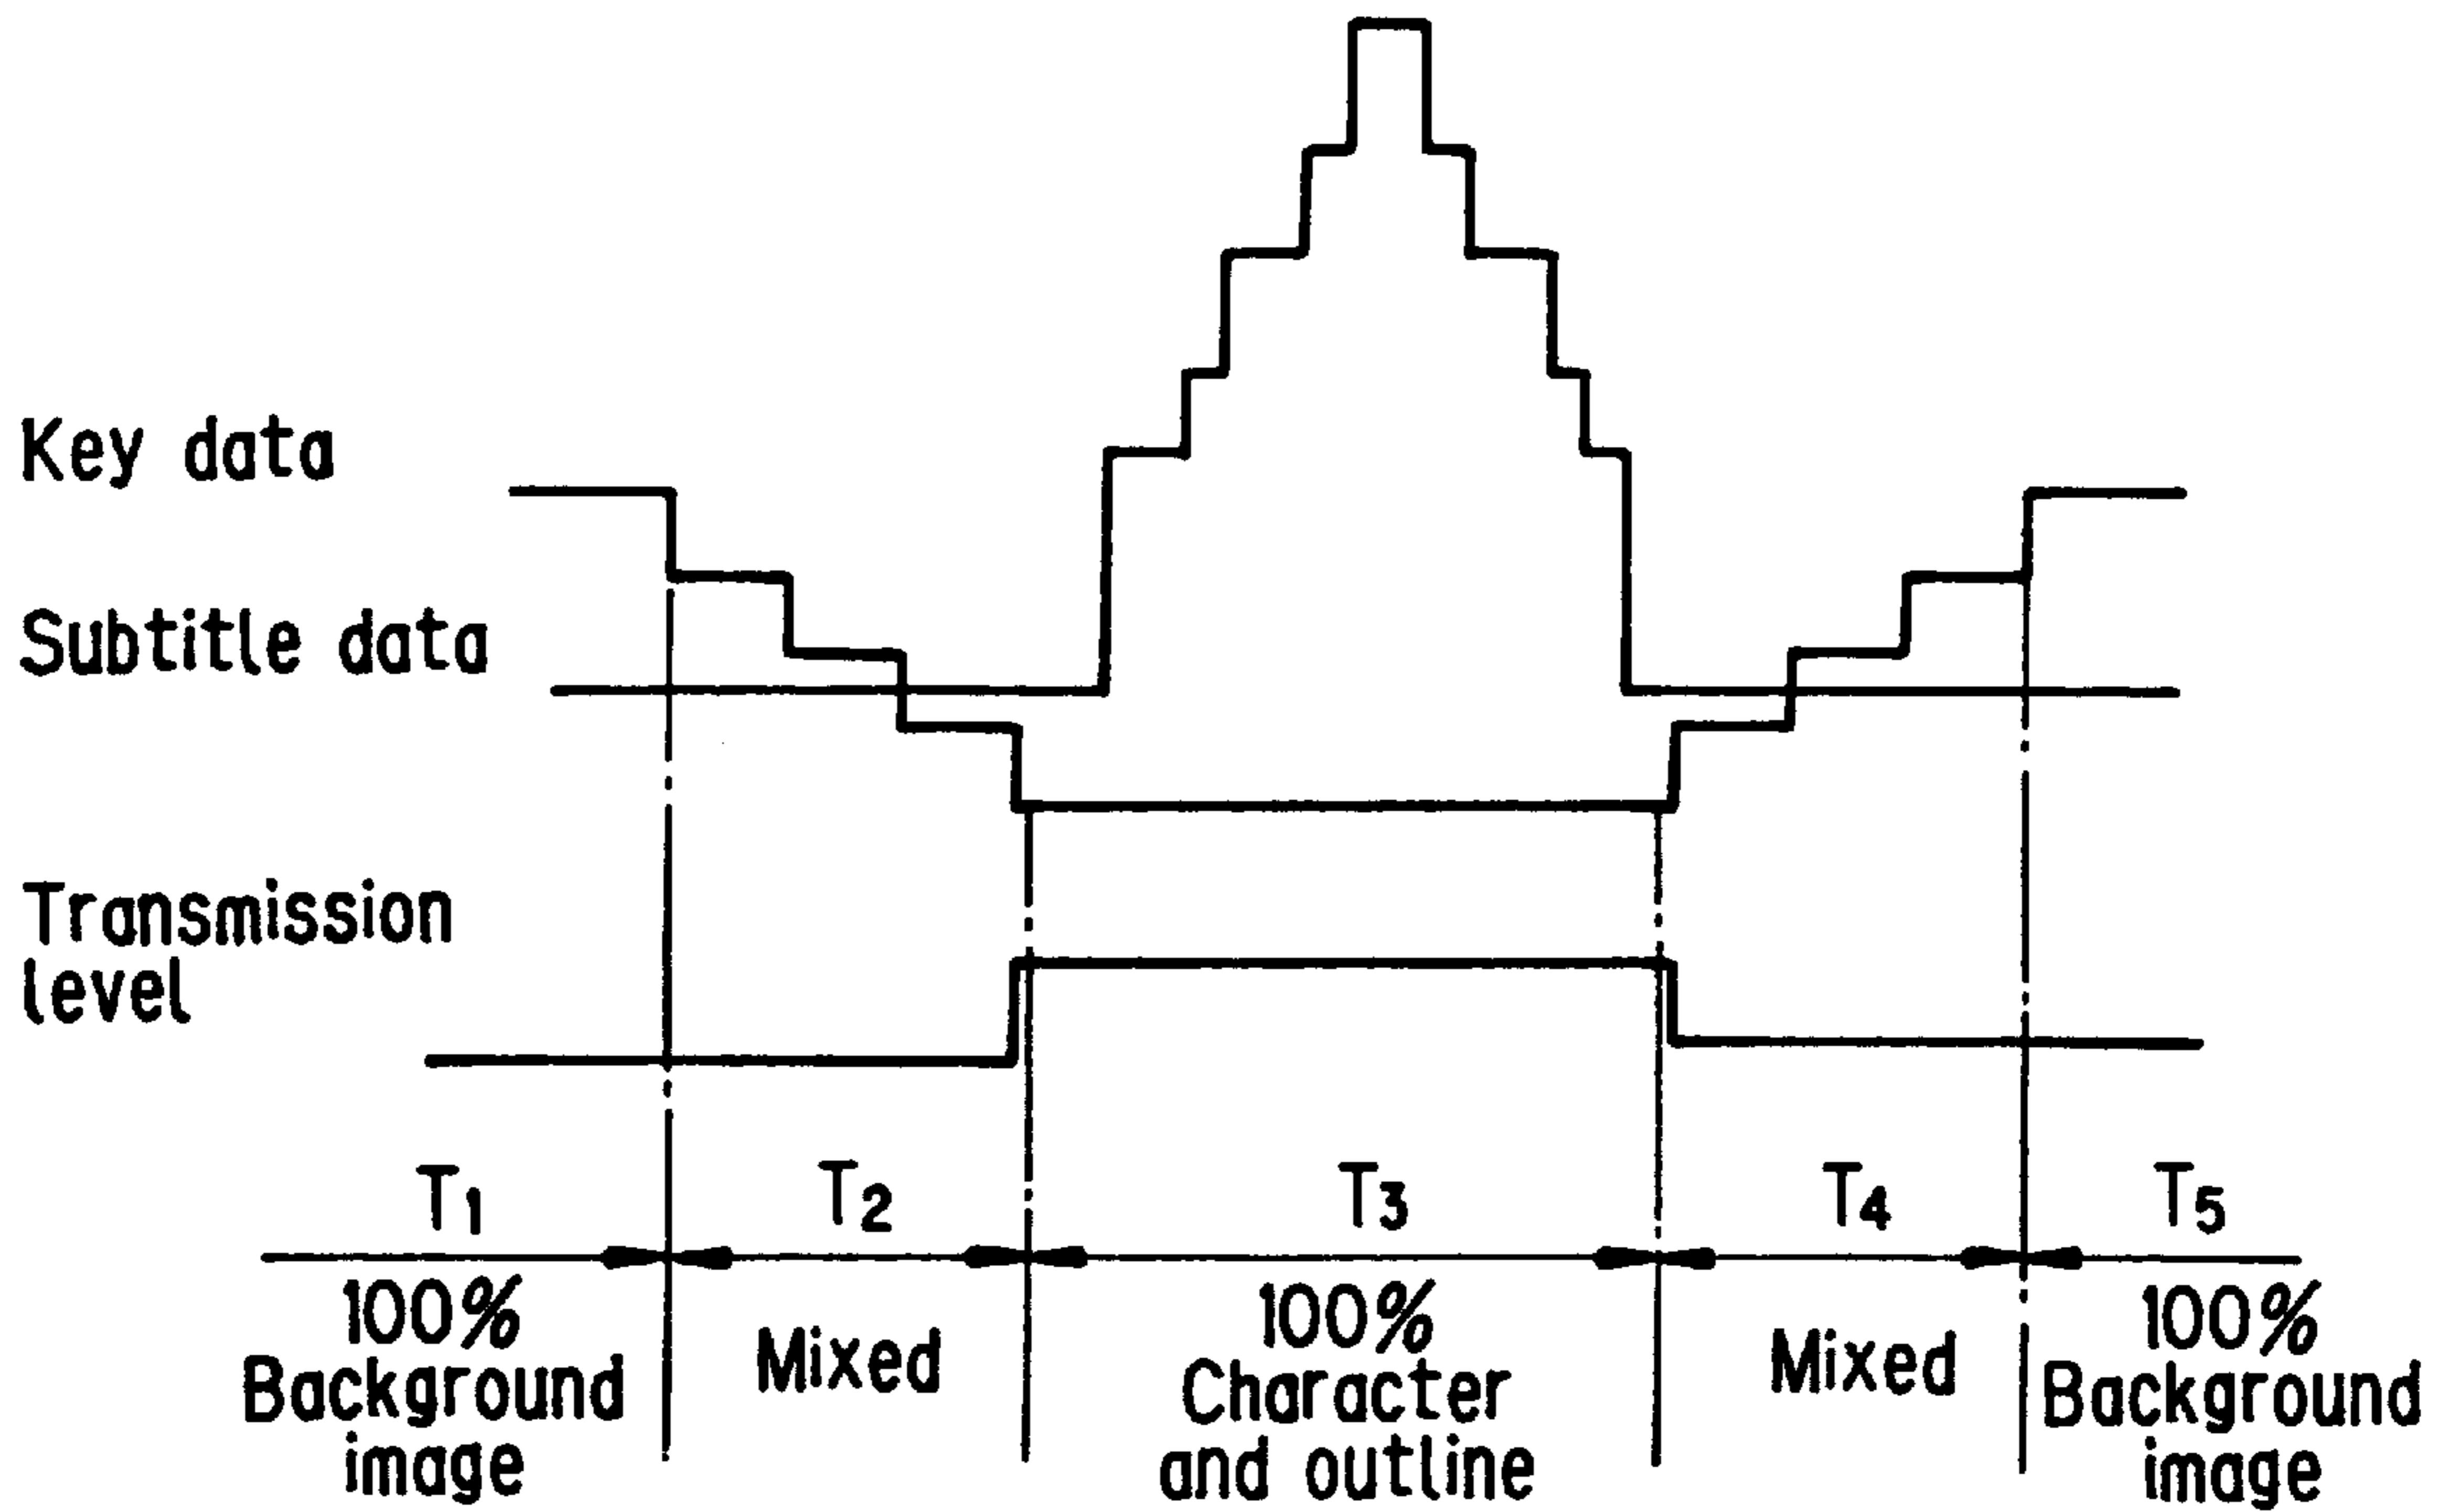 Key data
Subtitle data
Transmission
level
T1 T2 T3 T4 T5
100% 100% 100%
Background Mixed Character Mixed Background
image and outline image